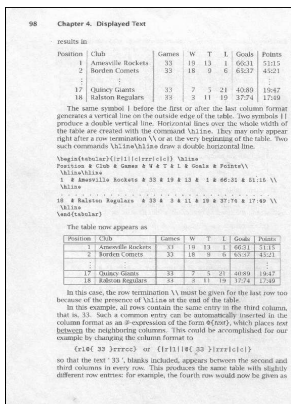 98 Chapter 4. Displayed Text
results in
Position Club Games W T L Goals Points
1 Amesville Rockets 33 19 13 1 66:31 51:15
2 Borden Comets 33 18 9 6 65:37 45:21
⋮ ⋮ ⋮
17 Quincy Giants 33 7 5 21 40:89 19:47
18 Ralston Regulars 33 3 11 19 37:74 17:49
The same symbol | before the first or after the last column format
generates a vertical line on the outside edge of the table. Two symbols ||
produce a double vertical line. Horizontal lines over the whole width of
the table are created with the command \hline. They may only appear
right after a row termination \\ or at the very beginning of the table. Two
such commands \hline\hline draw a double horizontal line.
\begin{tabular}{|r|l||c|rrr|c|c|} \hline
Position & Club & Games & W & T & L & Goals & Points\\
\hline\hline
1 & Amesville Rockets & 33 & 19 & 13 & 1 & 66:31 & 51:15 \\
\hline
. . . . . . . . . . . . . . . . . . . .
18 & Ralston Regulars & 33 & 3 & 11 & 19 & 37:74 & 17:49 \\
\hline
\end{tabular}
The table now appears as
Position Club Games W T L Goals Points
1 Amesville Rockets 33 19 13 1 66:31 51:15
2 Borden Comets 33 18 9 6 65:37 45:21
⋮ ⋮ ⋮
17 Quincy Giants 33 7 5 21 40:89 19:47
18 Ralston Regulars 33 3 11 19 37:74 17:49
In this case, the row termination \\ must be given for the last row too
because of the presence of \hline at the end of the table.
In this example, all rows contain the same entry in the third column,
that is, 33. Such a common entry can be automatically inserted in the
column format as an @-expression of the form @{text}, which places text
between the neighboring columns. This could be accomplished for our
example by changing the column format to
{rl@{ 33 }rrrcc} or {|r|l||@{ 33 }|rrr|c|c|}
so that the text ‘ 33 ’, blanks included, appears between the second and
third columns in every row. This produces the same table with slightly
different row entries: for example, the fourth row would now be given as